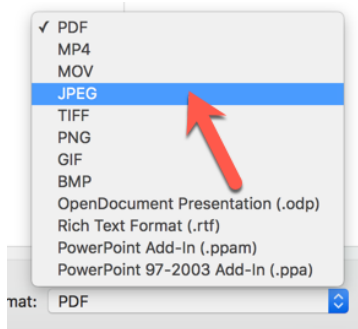 ✓ PDF
MP4
MOV
JPEG
TIFF
PNG
GIF
BMP
OpenDocument Presentation (.odp)
Rich Text Format (.rtf)
PowerPoint Add-In (.ppam)
PowerPoint 97-2003 Add-In (.ppa)
mat: PDF